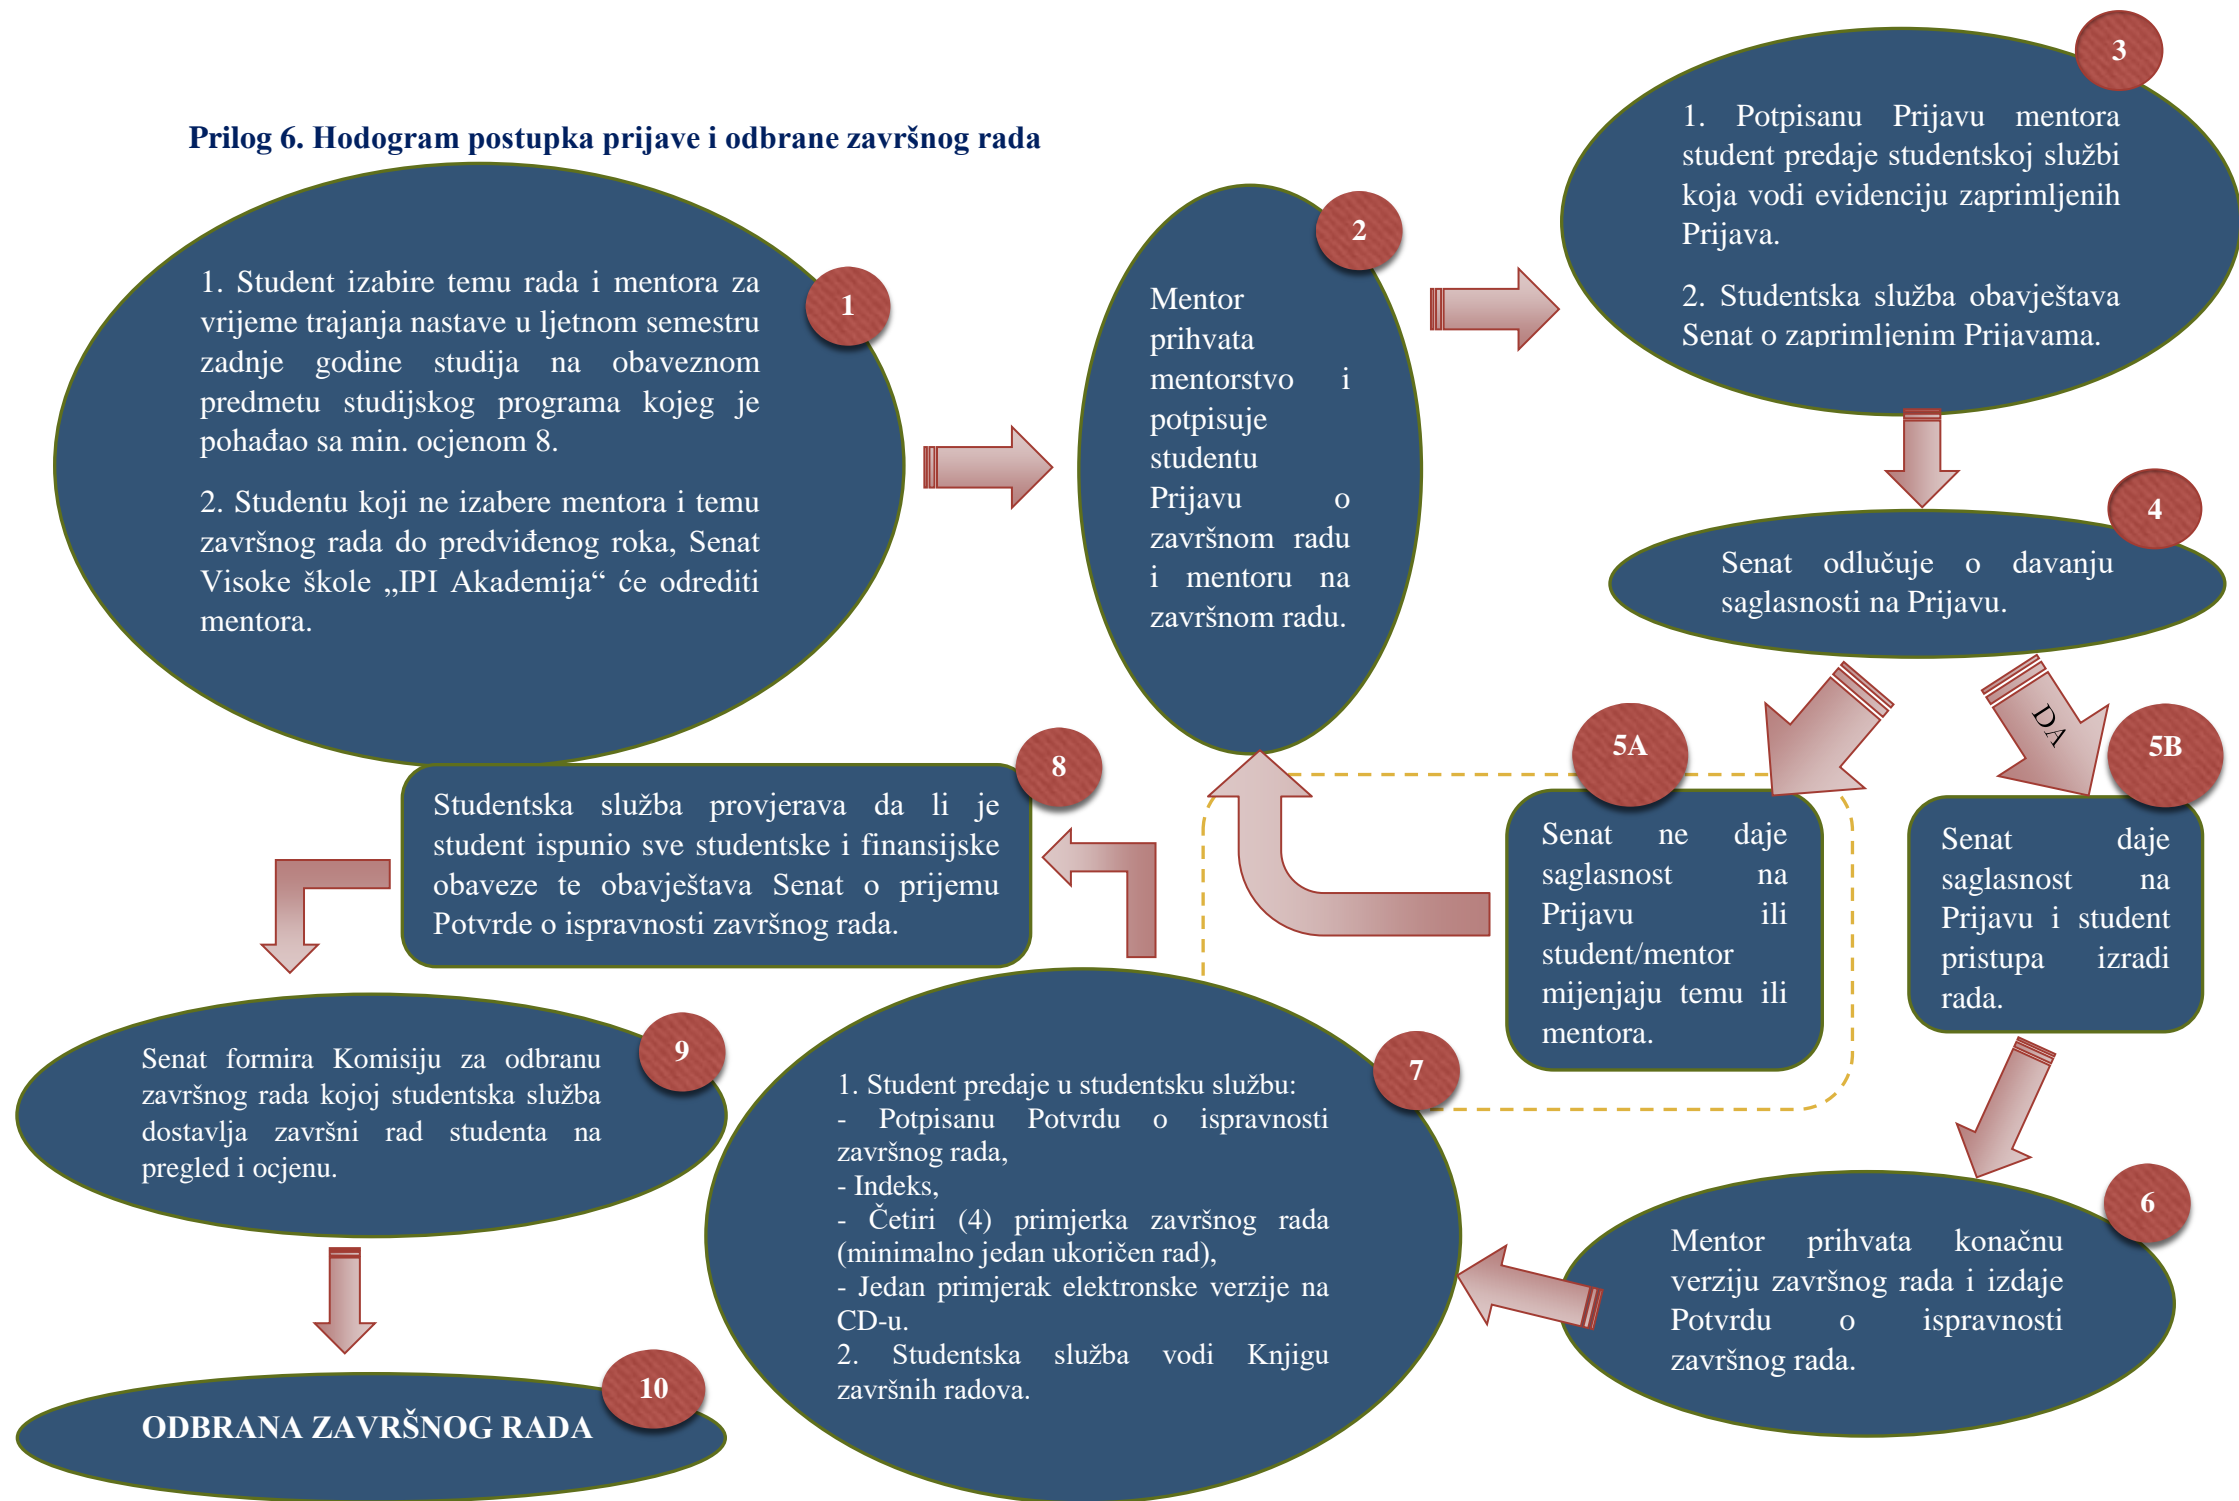 Prilog 6. Hodogram postupka prijave i odbrane završnog rada
1
1. Student izabire temu rada i mentora za
vrijeme trajanja nastave u ljetnom semestru
zadnje godine studija na obaveznom
predmetu studijskog programa kojeg je
pohađao sa min. ocjenom 8.
2. Studentu koji ne izabere mentora i temu
završnog rada do predviđenog roka, Senat
Visoke škole „IPI Akademija“ će odrediti
mentora.
2
Mentor
prihvata
mentorstvo i
potpisuje
studentu
Prijavu o
završnom radu
i mentoru na
završnom radu.
3
1. Potpisanu Prijavu mentora
student predaje studentskoj službi
koja vodi evidenciju zaprimljenih
Prijava.
2. Studentska služba obavještava
Senat o zaprimljenim Prijavama.
4
Senat odlučuje o davanju
saglasnosti na Prijavu.
5A
Senat ne daje
saglasnost na
Prijavu ili
student/mentor
mijenjaju temu ili
mentora.
DA
5B
Senat daje
saglasnost na
Prijavu i student
pristupa izradi
rada.
6
Mentor prihvata konačnu
verziju završnog rada i izdaje
Potvrdu o ispravnosti
završnog rada.
7
1. Student predaje u studentsku službu:
- Potpisanu Potvrdu o ispravnosti
završnog rada,
- Indeks,
- Četiri (4) primjerka završnog rada
(minimalno jedan ukoričen rad),
- Jedan primjerak elektronske verzije na
CD-u.
2. Studentska služba vodi Knjigu
završnih radova.
8
Studentska služba provjerava da li je
student ispunio sve studentske i finansijske
obaveze te obavještava Senat o prijemu
Potvrde o ispravnosti završnog rada.
9
Senat formira Komisiju za odbranu
završnog rada kojoj studentska služba
dostavlja završni rad studenta na
pregled i ocjenu.
10
ODBRANA ZAVRŠNOG RADA